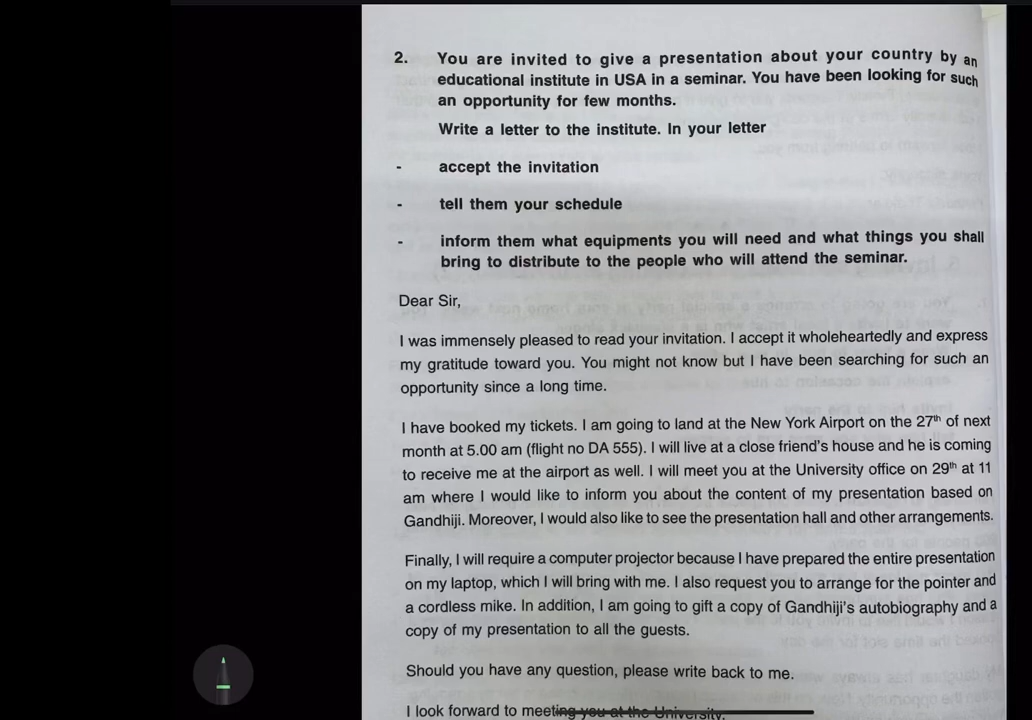 2. You are invited to give a presentation about your country by an
educational institute in USA in a seminar. You have been looking for such
an opportunity for few months.
Write a letter to the institute. In your letter
- accept the invitation
- tell them your schedule
- inform them what equipments you will need and what things you shall
bring to distribute to the people who will attend the seminar.
Dear Sir,
I was immensely pleased to read your invitation. I accept it wholeheartedly and express
my gratitude toward you. You might not know but I have been searching for such an
opportunity since a long time.
I have booked my tickets. I am going to land at the New York Airport on the 27th of next
month at 5.00 am (flight no DA 555). I will live at a close friend's house and he is coming
to receive me at the airport as well. I will meet you at the University office on 29th at 11
am where I would like to inform you about the content of my presentation based on
Gandhiji. Moreover, I would also like to see the presentation hall and other arrangements.
Finally, I will require a computer projector because I have prepared the entire presentation
on my laptop, which I will bring with me. I also request you to arrange for the pointer and
a cordless mike. In addition, I am going to gift a copy of Gandhiji's autobiography and a
copy of my presentation to all the guests.
Should you have any question, please write back to me.
I look forward to meeting you at the University.